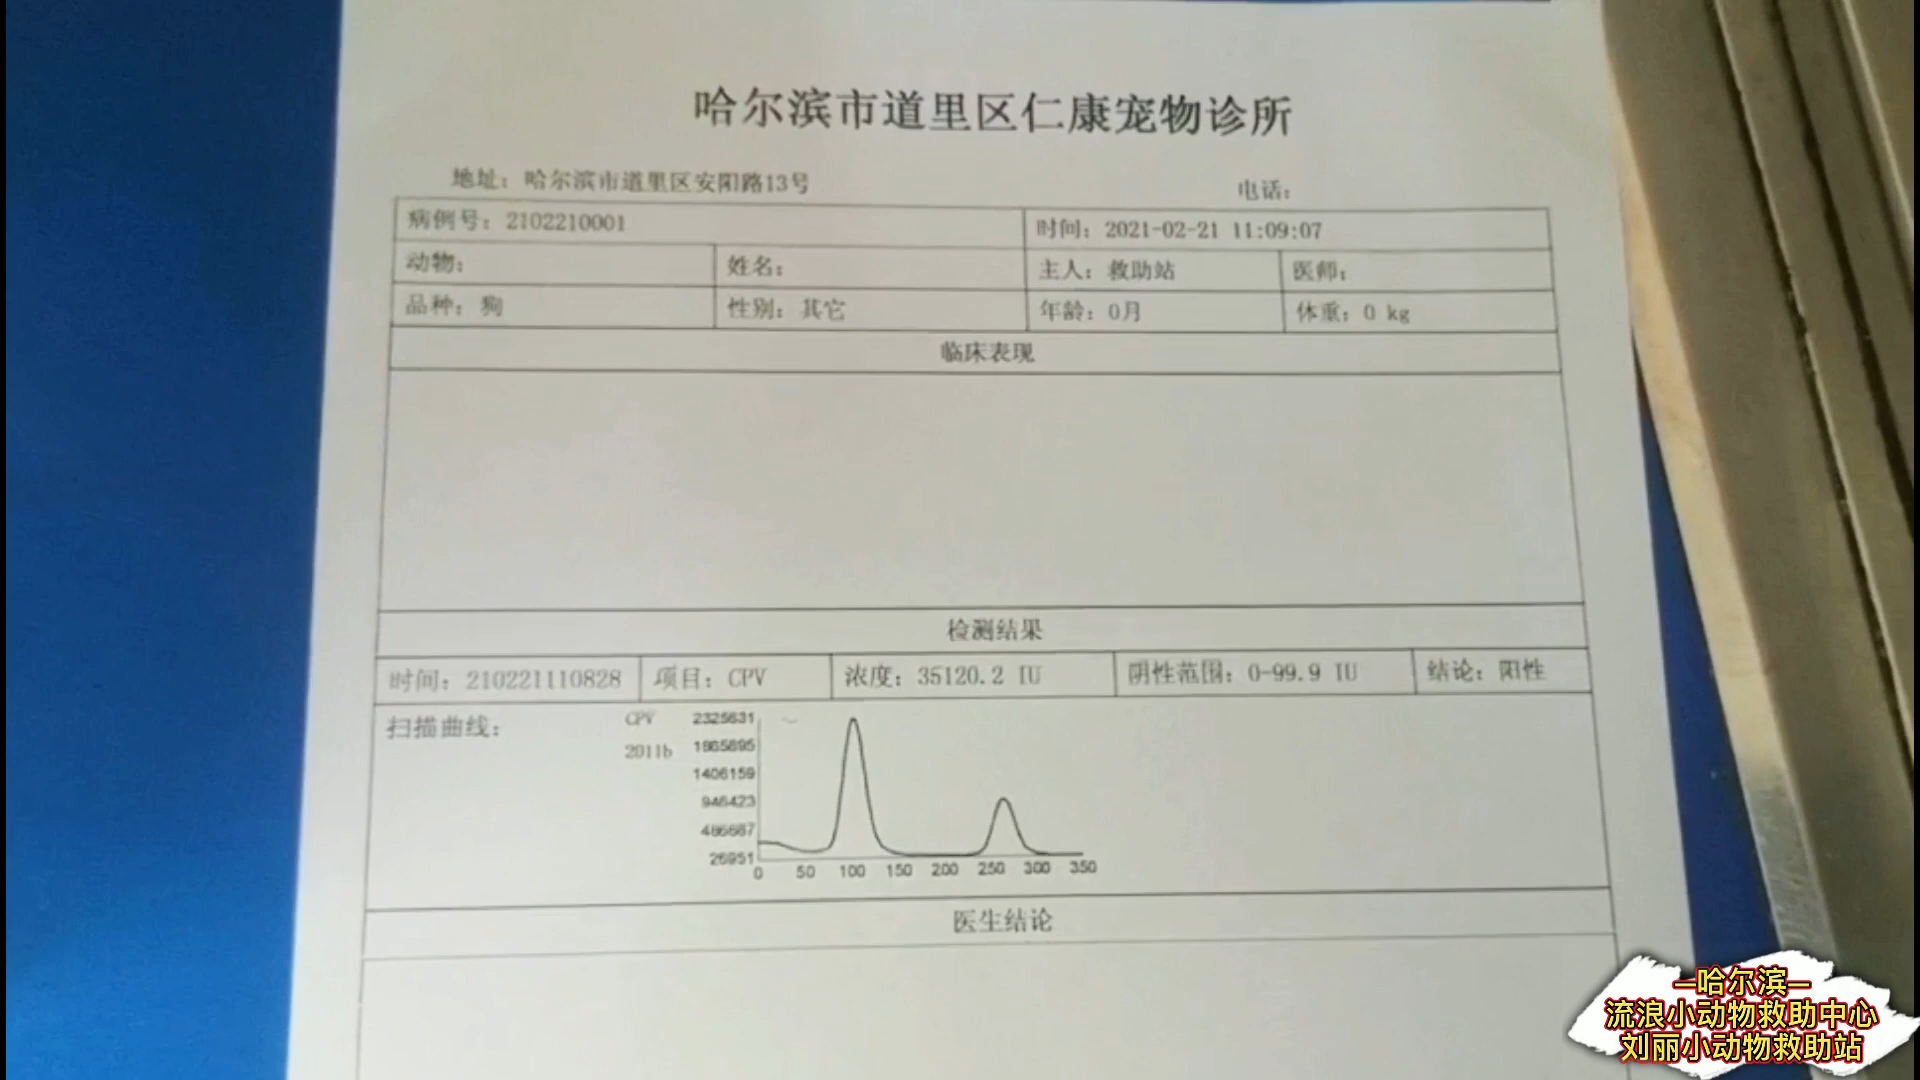 哈尔滨市道里区仁康宠物诊所
地址：哈尔滨市道里区安阳路13号 电话：
病例号：2102210001 时间：2021-02-21 11:09:07
动物： 姓名： 主人：救助站 医师：
品种：狗 性别：其它 年龄：0月 体重：0 kg
临床表现
检测结果
时间：210221110828 项目：CPV 浓度：35120.2 IU 阴性范围：0-99.9 IU 结论：阳性
扫描曲线：
CPV
2011b
2325631
1865895
1406159
946423
486687
26951
0 50 100 150 200 250 300 350
医生结论
—哈尔滨—
流浪小动物救助中心
刘丽小动物救助站